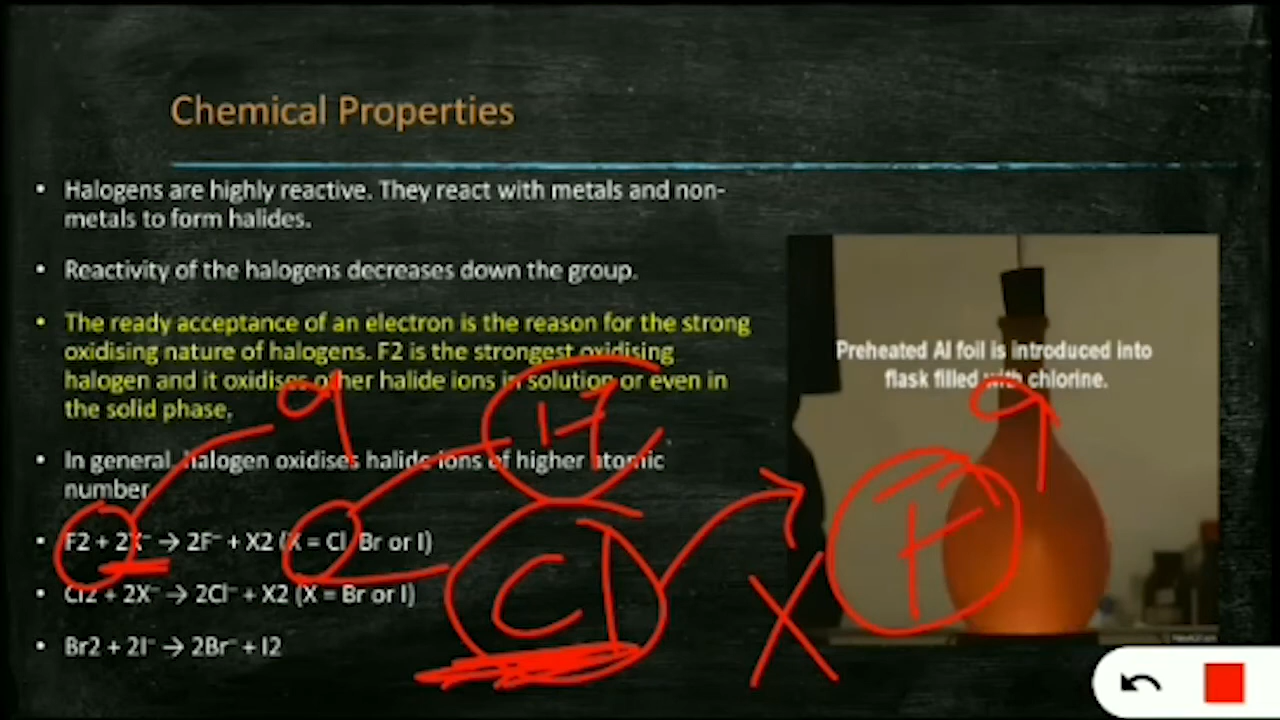 Chemical Properties
• Halogens are highly reactive. They react with metals and non-
metals to form halides.
• Reactivity of the halogens decreases down the group.
• The ready acceptance of an electron is the reason for the strong
oxidising nature of halogens. F2 is the strongest oxidising
halogen and it oxidises other halide ions in solution or even in
the solid phase.
• In general, halogen oxidises halide ions of higher atomic
number
• F2 + 2X⁻ → 2F⁻ + X2 (X = Cl, Br or I)
• Cl2 + 2X⁻ → 2Cl⁻ + X2 (X = Br or I)
• Br2 + 2I⁻ → 2Br⁻ + I2
Preheated Al foil is introduced into
flask filled with chlorine.
9
17
Cl
X
F
9